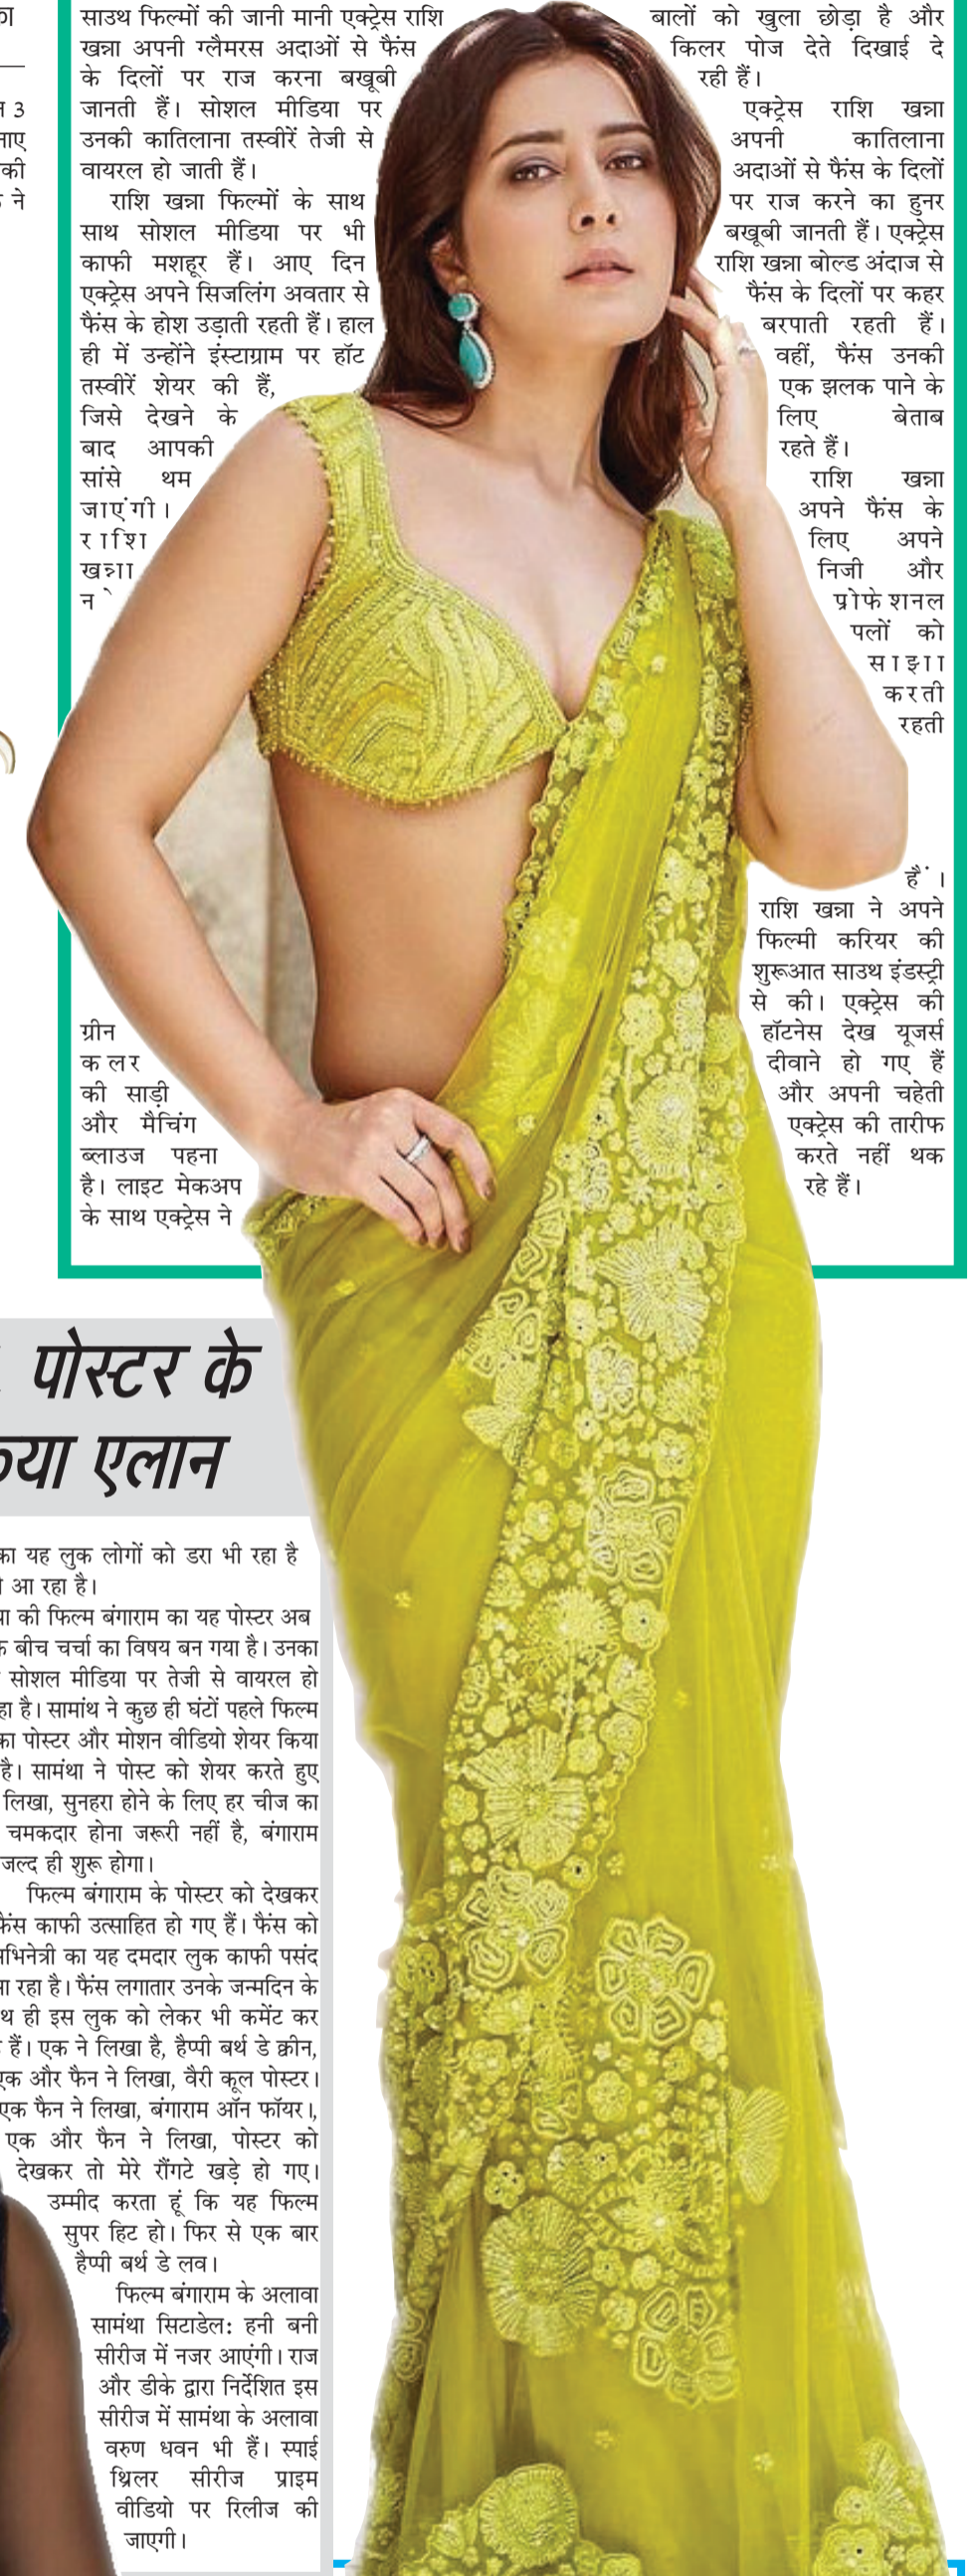 साउथ फिल्मों की जानी मानी एक्ट्रेस राशि
खन्ना अपनी ग्लैमरस अदाओं से फैंस
के दिलों पर राज करना बखूबी
जानती हैं। सोशल मीडिया पर
उनकी कातिलाना तस्वीरें तेजी से
वायरल हो जाती हैं।
राशि खन्ना फिल्मों के साथ
साथ सोशल मीडिया पर भी
काफी मशहूर हैं। आए दिन
एक्ट्रेस अपने सिजलिंग अवतार से
फैंस के होश उड़ाती रहती हैं। हाल
ही में उन्होंने इंस्टाग्राम पर हॉट
तस्वीरें शेयर की हैं,
जिसे देखने के
बाद आपकी
सांसे थम
जाएंगी।
राशि
खन्ना
ने
ग्रीन
कलर
की साड़ी
और मैचिंग
ब्लाउज पहना
है। लाइट मेकअप
के साथ एक्ट्रेस ने
बालों को खुला छोड़ा है और
किलर पोज देते दिखाई दे
रही हैं।
एक्ट्रेस राशि खन्ना
अपनी कातिलाना
अदाओं से फैंस के दिलों
पर राज करने का हुनर
बखूबी जानती हैं। एक्ट्रेस
राशि खन्ना बोल्ड अंदाज से
फैंस के दिलों पर कहर
बरपाती रहती हैं।
वहीं, फैंस उनकी
एक झलक पाने के
लिए बेताब
रहते हैं।
राशि खन्ना
अपने फैंस के
लिए अपने
निजी और
प्रोफेशनल
पलों को
साझा
करती
रहती
हैं।
राशि खन्ना ने अपने
फिल्मी करियर की
शुरूआत साउथ इंडस्ट्री
से की। एक्ट्रेस की
हॉटनेस देख यूजर्स
दीवाने हो गए हैं
और अपनी चहेती
एक्ट्रेस की तारीफ
करते नहीं थक
रहे हैं।
3
की
ने
पोस्टर के
एलान
यह लुक लोगों को डरा भी रहा है
आ रहा है।
की फिल्म बंगाराम का यह पोस्टर अब
बीच चर्चा का विषय बन गया है। उनका
सोशल मीडिया पर तेजी से वायरल हो
है। सामांथ ने कुछ ही घंटों पहले फिल्म
का पोस्टर और मोशन वीडियो शेयर किया
है। सामंथा ने पोस्ट को शेयर करते हुए
लिखा, सुनहरा होने के लिए हर चीज का
चमकदार होना जरूरी नहीं है, बंगाराम
जल्द ही शुरू होगा।
फिल्म बंगाराम के पोस्टर को देखकर
फैंस काफी उत्साहित हो गए हैं। फैंस को
अभिनेत्री का यह दमदार लुक काफी पसंद
रहा है। फैंस लगातार उनके जन्मदिन के
ही इस लुक को लेकर भी कमेंट कर
हैं। एक ने लिखा है, हैप्पी बर्थ डे क्वीन,
एक और फैन ने लिखा, वैरी कूल पोस्टर।
एक फैन ने लिखा, बंगाराम ऑन फॉयर।,
एक और फैन ने लिखा, पोस्टर को
देखकर तो मेरे रौंगटे खड़े हो गए।
उम्मीद करता हूं कि यह फिल्म
सुपर हिट हो। फिर से एक बार
हैप्पी बर्थ डे लव।
फिल्म बंगाराम के अलावा
सामंथा सिटाडेल: हनी बनी
सीरीज में नजर आएंगी। राज
और डीके द्वारा निर्देशित इस
सीरीज में सामंथा के अलावा
वरुण धवन भी हैं। स्पाई
थ्रिलर सीरीज प्राइम
वीडियो पर रिलीज की
जाएगी।